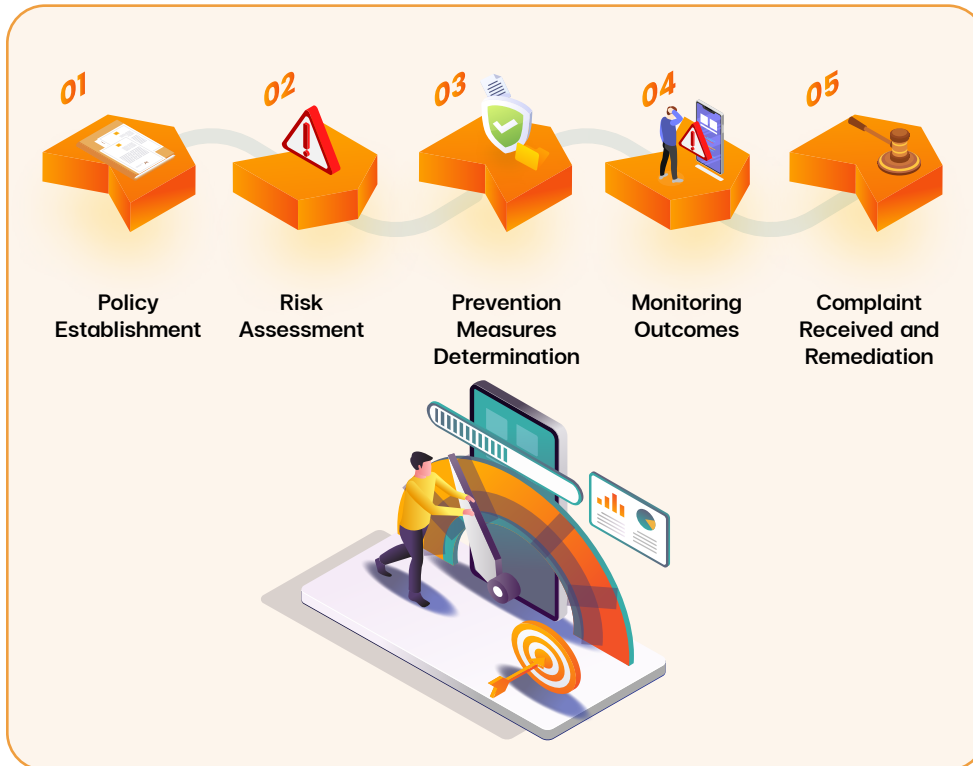 01
02
03
04
05
Policy
Establishment
Risk
Assessment
Prevention
Measures
Determination
Monitoring
Outcomes
Complaint
Received and
Remediation